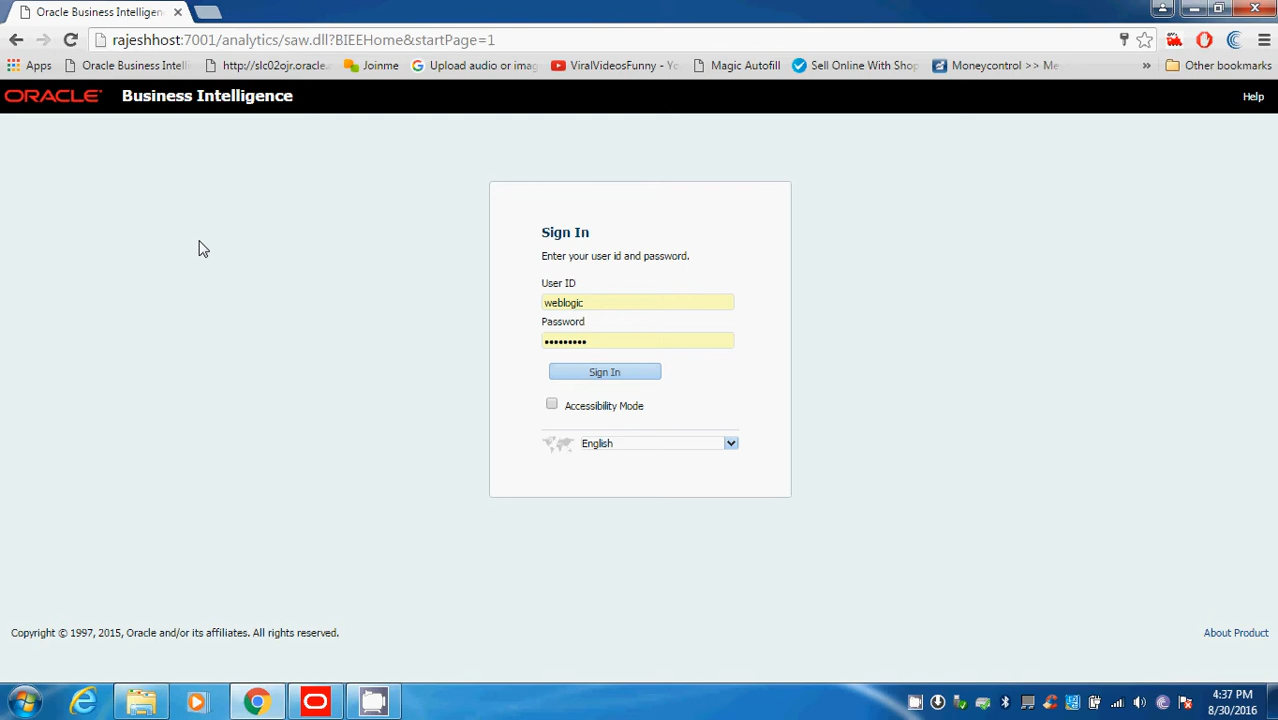 Oracle Business Intelligen
rajeshhost:7001/analytics/saw.dll?BIEEHome&startPage=1
Apps Oracle Business Intelli http://slc02ojr.oracle. Joinme Upload audio or imag ViralVideosFunny - Yo Magic Autofill Sell Online With Shop Moneycontrol >> Me » Other bookmarks
ORACLE Business Intelligence Help
Sign In
Enter your user id and password.
User ID
weblogic
Password
•••••••••
Sign In
Accessibility Mode
English
Copyright © 1997, 2015, Oracle and/or its affiliates. All rights reserved. About Product
4:37 PM
8/30/2016